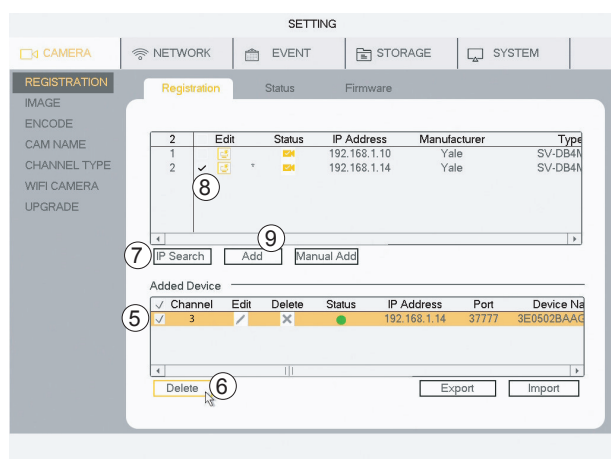 SETTING
CAMERA NETWORK EVENT STORAGE SYSTEM
REGISTRATION
IMAGE
ENCODE
CAM NAME
CHANNEL TYPE
WIFI CAMERA
UPGRADE
Registration Status Firmware
2 Edit Status IP Address Manufacturer Type
1 192.168.1.10 Yale SV-DB4M
2 192.168.1.14 Yale SV-DB4M
8
9
7 IP Search Add Manual Add
Added Device
Channel Edit Delete Status IP Address Port Device Na
5 3 192.168.1.14 37777 3E0502BAAG
Delete 6 Export Import